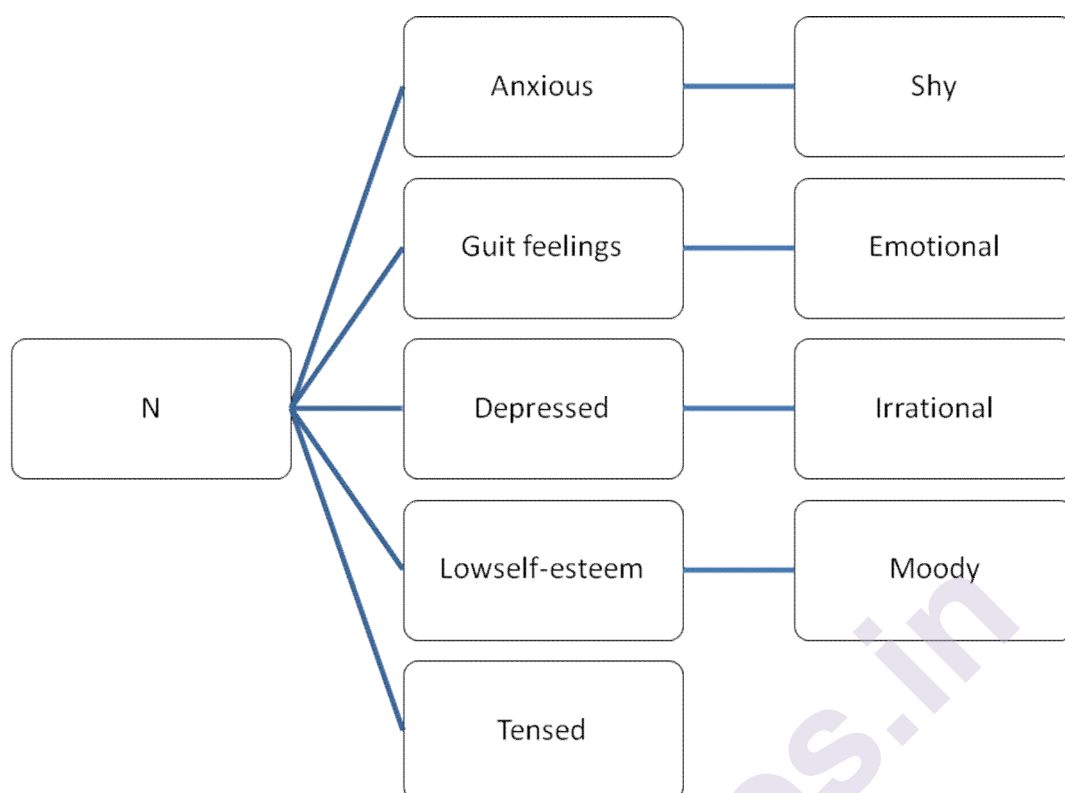 Anxious
Shy
Guit feelings
Emotional
N
Depressed
Irrational
Lowself-esteem
Moody
Tensed